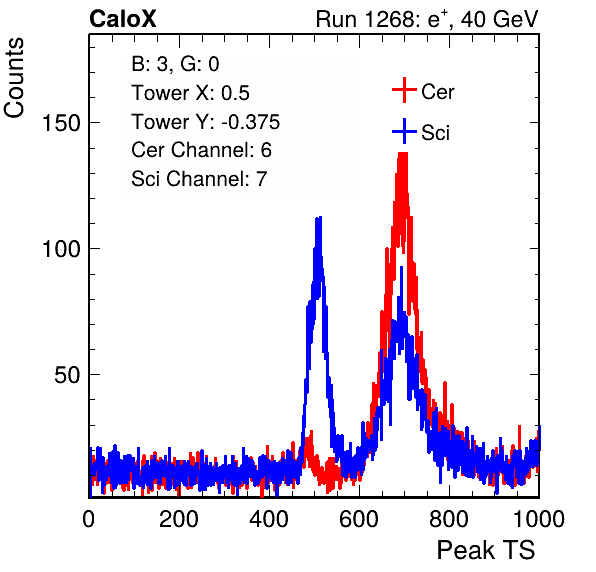 CaloX Run 1268: e⁺, 40 GeV
Counts
B: 3, G: 0
Tower X: 0.5
Tower Y: -0.375
Cer Channel: 6
Sci Channel: 7
Cer
Sci
150
100
50
0 200 400 600 800 1000
Peak TS